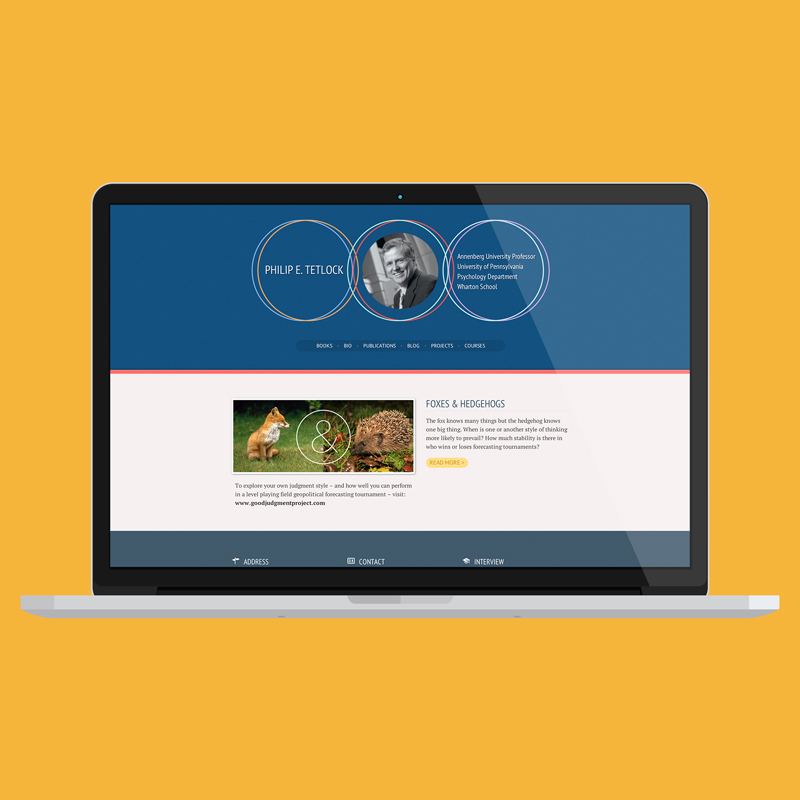 PHILIP E. TETLOCK
Annenberg University Professor
University of Pennsylvania
Psychology Department
Wharton School
BOOKS - BIO - PUBLICATIONS - BLOG - PROJECTS - COURSES
&
FOXES & HEDGEHOGS
The fox knows many things but the hedgehog knows
one big thing. When is one or another style of thinking
more likely to prevail? How much stability is there in
who wins or loses forecasting tournaments?
READ MORE »
To explore your own judgment style – and how well you can perform
in a level playing field geopolitical forecasting tournament – visit:
www.goodjudgmentproject.com
ADDRESS
CONTACT
INTERVIEW